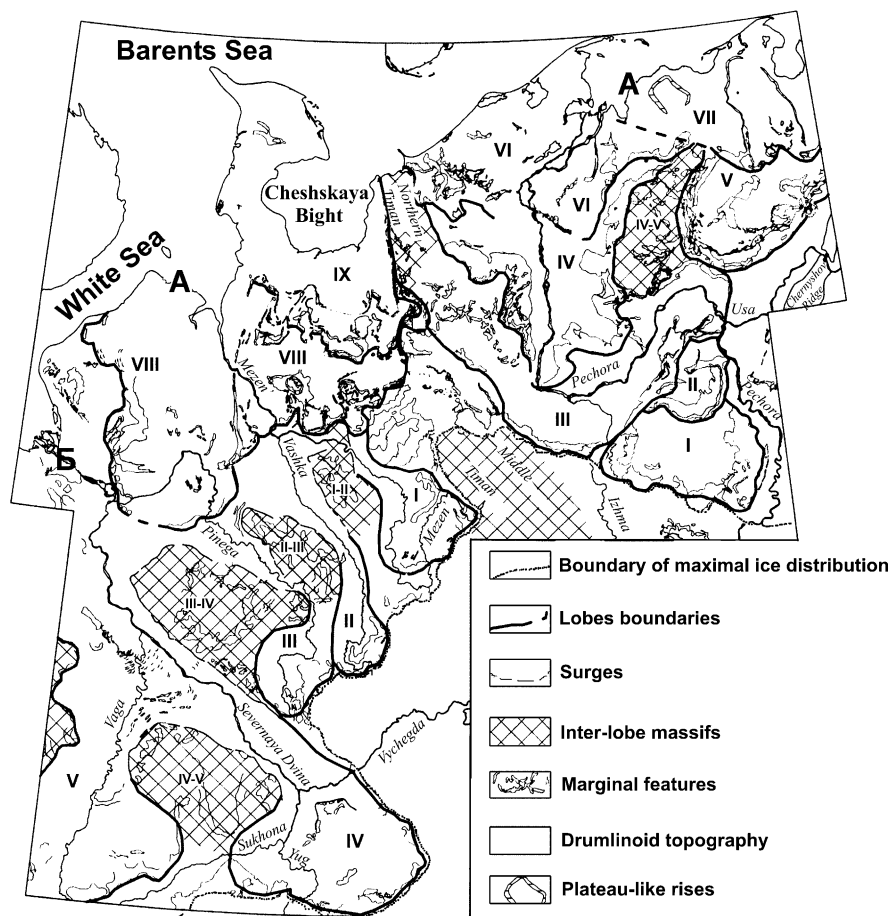 Barents Sea
A
VII
VI
V
Cheshskaya
Bight
Northern
Timan
VI
IV-V
White Sea
A
IX
IV
Chernyshov
Ridge
Usa
VIII
VIII
Mezen
Pechora
II
Pechora
III
I
Б
Vashka
I-II
I
Middle
Timan
Mezen
Izhma
Pinega
II-III
III-IV
III
II
Vaga
Severnaya Dvina
Vychegda
V
IV-V
Sukhona
Yug
IV
Boundary of maximal ice distribution
Lobes boundaries
Surges
Inter-lobe massifs
Marginal features
Drumlinoid topography
Plateau-like rises